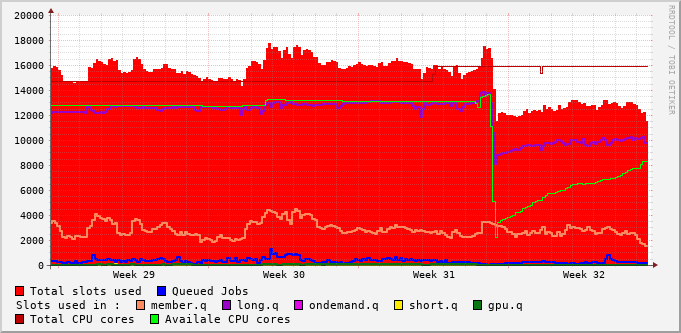 RRDTOOL / TOBI OETIKER
20000
18000
16000
14000
12000
10000
8000
6000
4000
2000
0
Week 29 Week 30 Week 31 Week 32
Total slots used Queued Jobs
Slots used in : member.q long.q ondemand.q short.q gpu.q
Total CPU cores Availale CPU cores